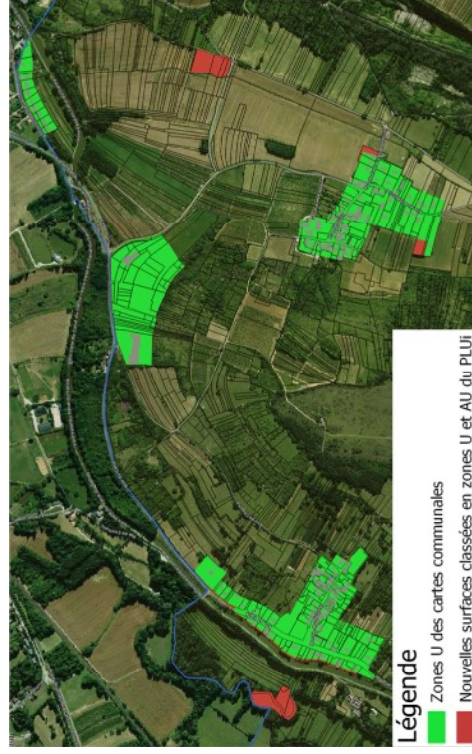 Légende
Zones U des cartes communales
Nouvelles surfaces classées en zones U et AU du PLUi